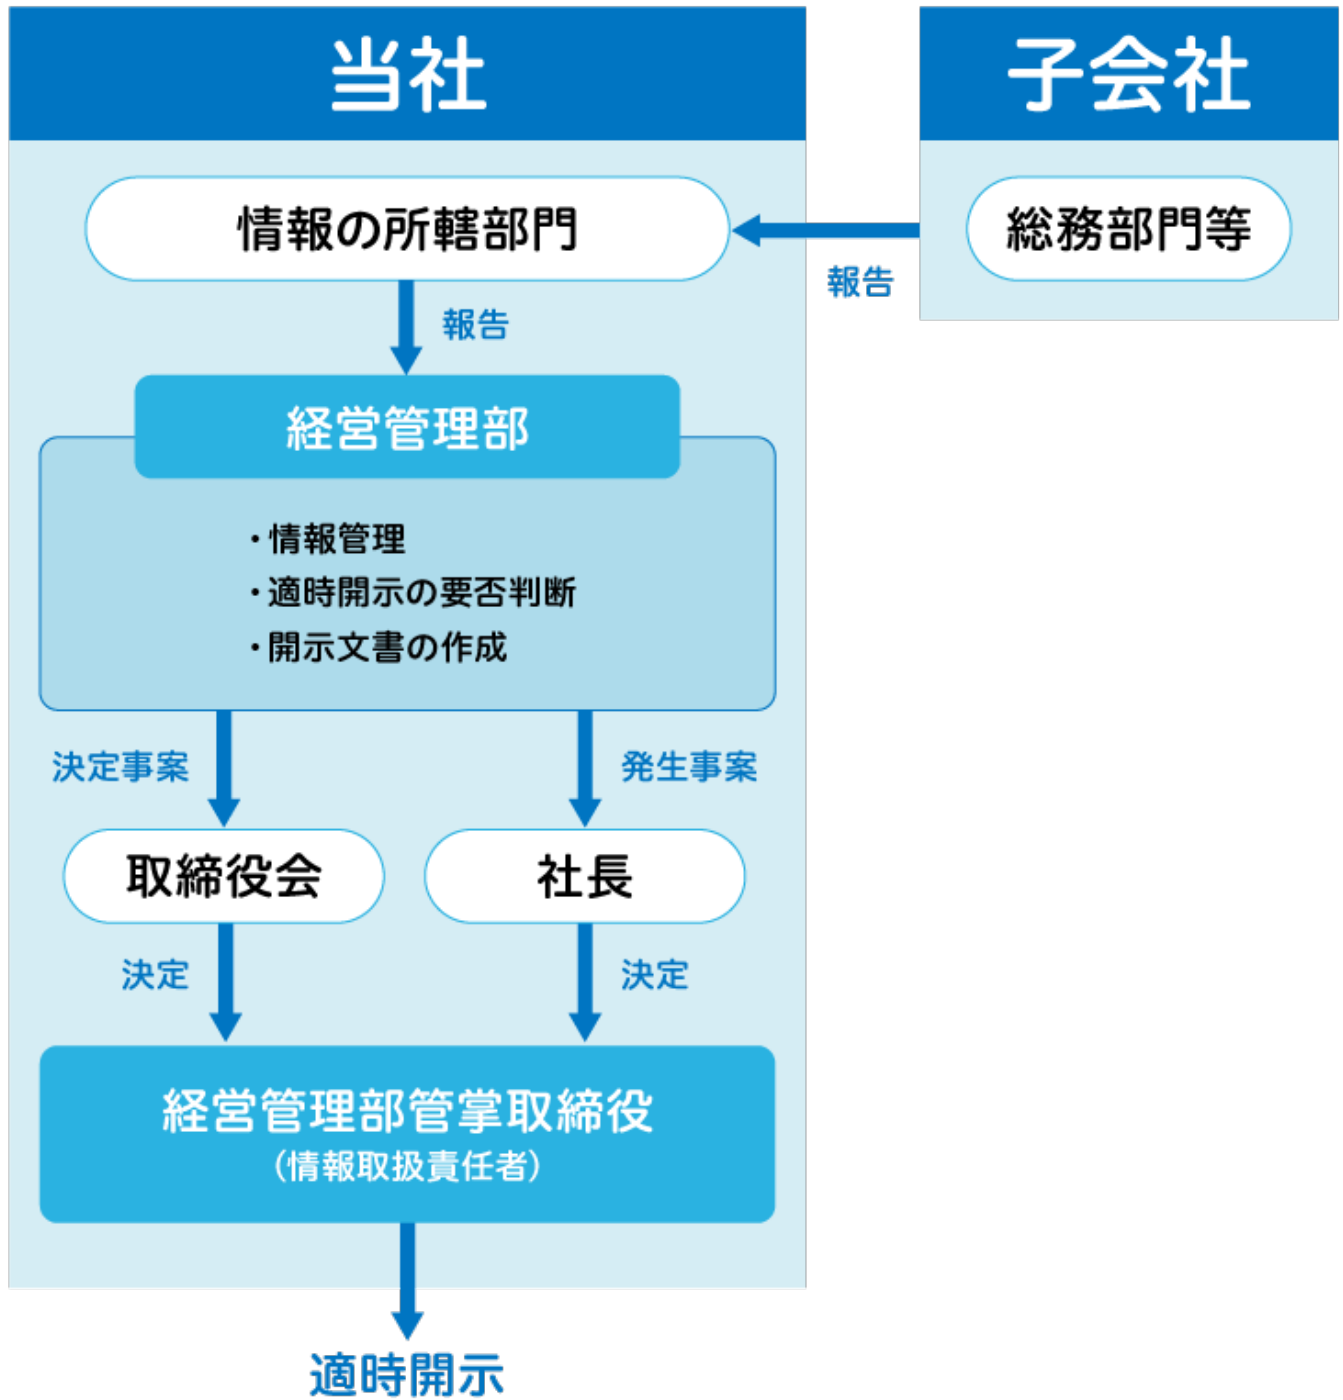 当社
子会社
情報の所轄部門
総務部門等
報告
報告
経営管理部
・情報管理
・適時開示の要否判断
・開示文書の作成
決定事案
発生事案
取締役会
社長
決定
決定
経営管理部管掌取締役
(情報取扱責任者)
適時開示